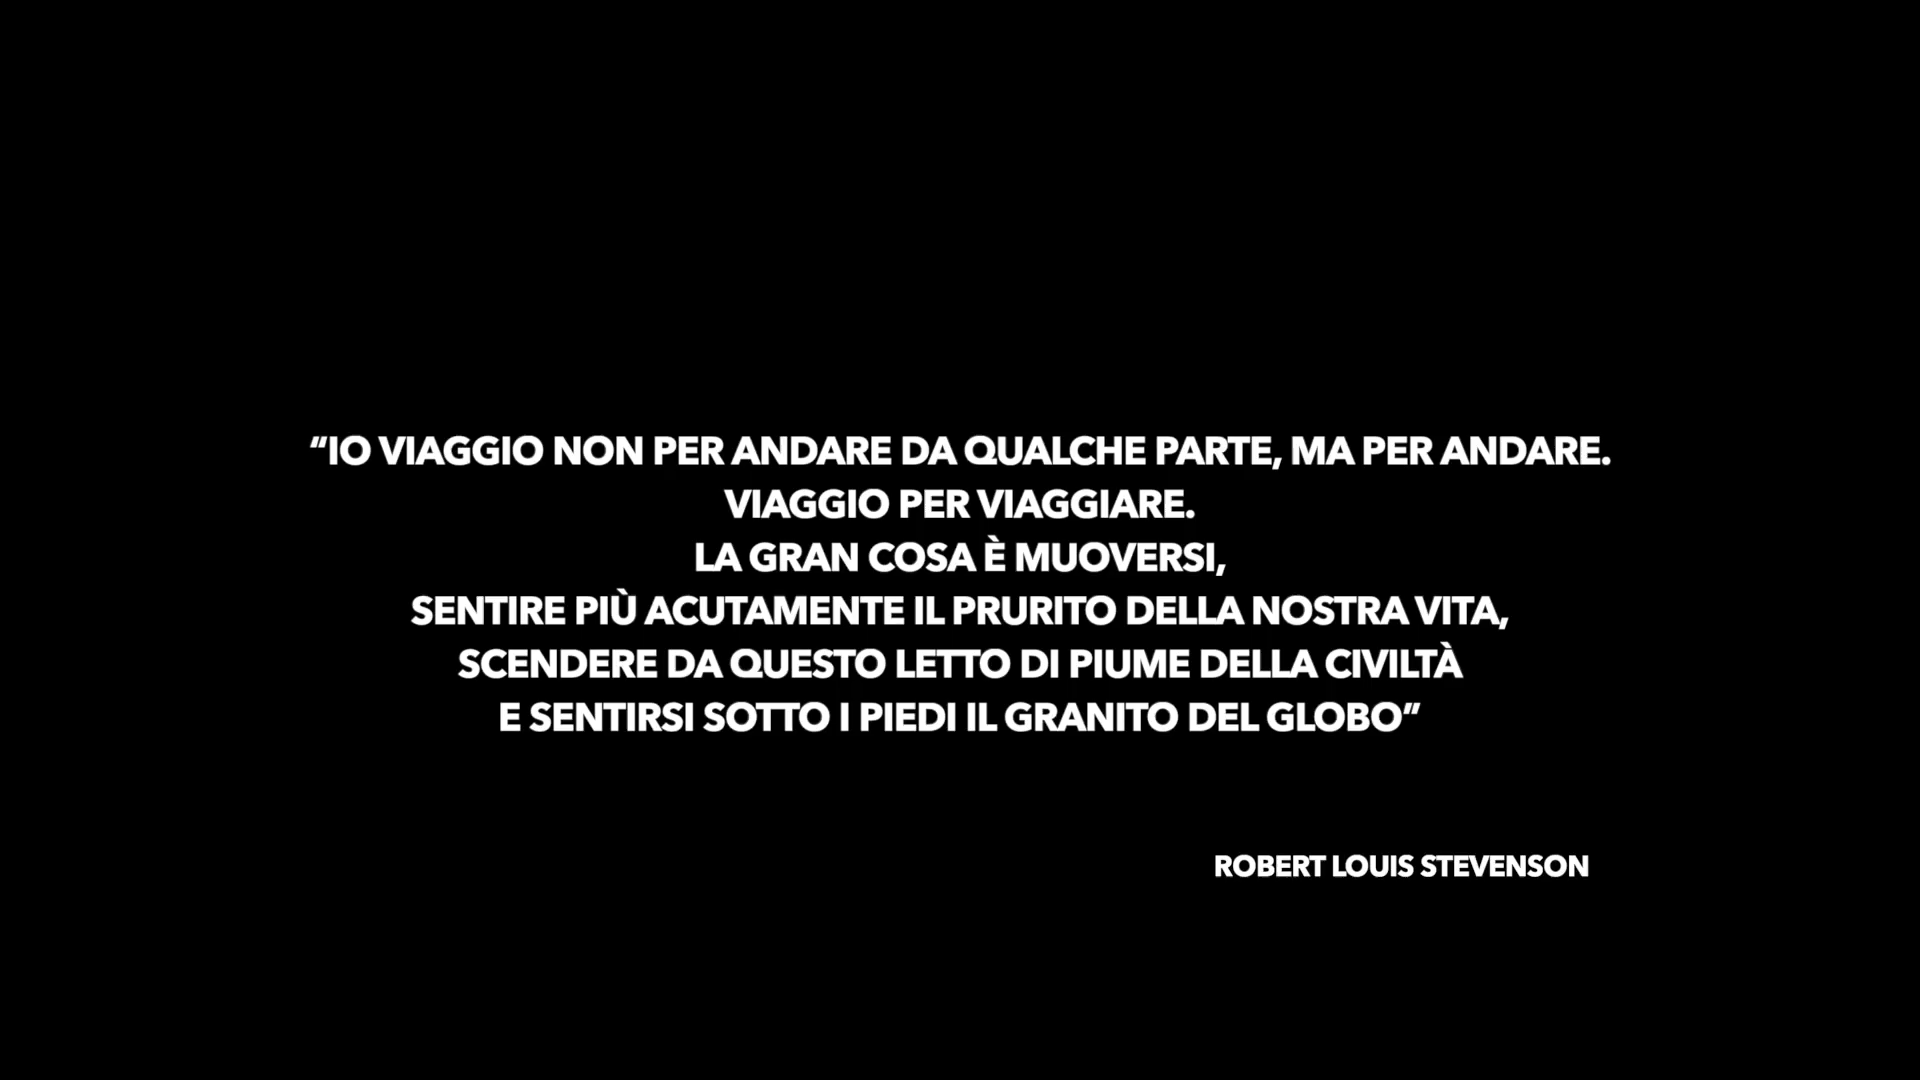 “IO VIAGGIO NON PER ANDARE DA QUALCHE PARTE, MA PER ANDARE.
VIAGGIO PER VIAGGIARE.
LA GRAN COSA È MUOVERSI,
SENTIRE PIÙ ACUTAMENTE IL PRURITO DELLA NOSTRA VITA,
SCENDERE DA QUESTO LETTO DI PIUME DELLA CIVILTÀ
E SENTIRSI SOTTO I PIEDI IL GRANITO DEL GLOBO”
ROBERT LOUIS STEVENSON